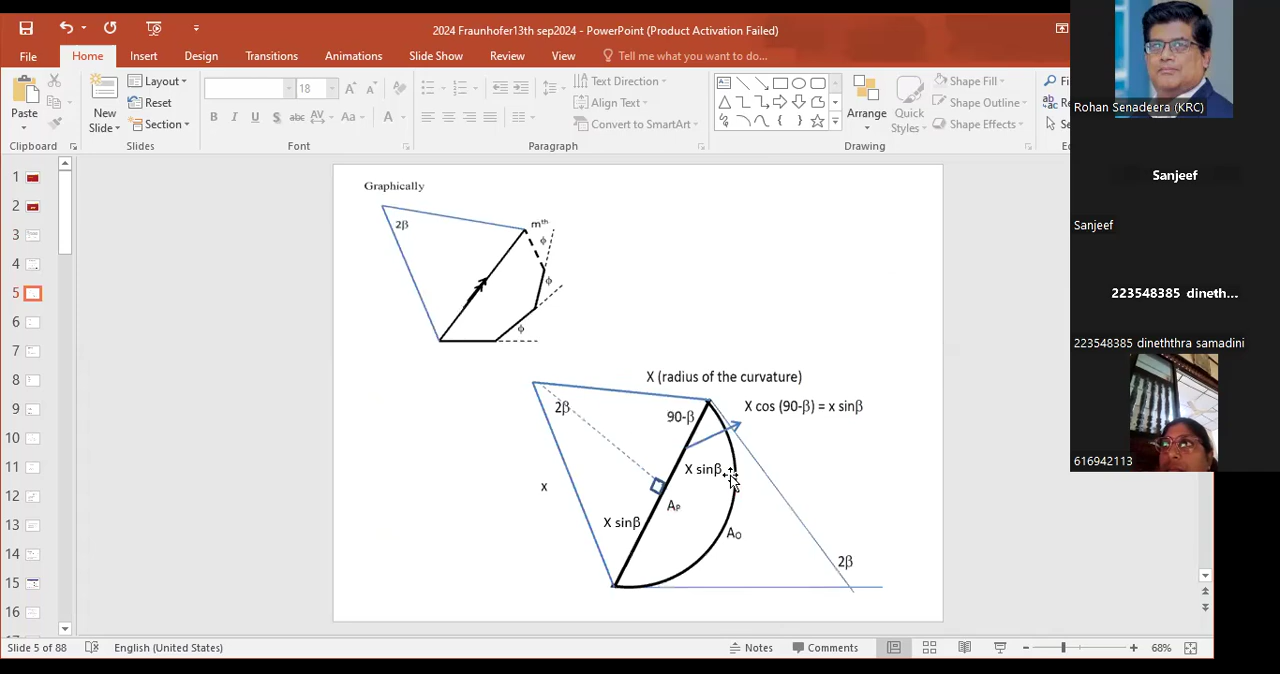 2024 Fraunhofer13th sep2024 - PowerPoint (Product Activation Failed)
File Home Insert Design Transitions Animations Slide Show Review View Tell me what you want to do...
Paste
New
Slide
Layout
Reset
Section
18
B I U S abc AV Aa A
Text Direction
Align Text
Convert to SmartArt
Arrange
Quick
Styles
Shape Fill
Shape Outline
Shape Effects
Clipboard Slides Font Paragraph Drawing
1
2
3
4
5
6
7
8
9
10
11
12
13
14
15
16
Graphically
2β
mᵗʰ
ϕ
ϕ
ϕ
X (radius of the curvature)
2β
90-β
X cos (90-β) = x sinβ
X sinβ
x
Aₚ
X sinβ
A₀
2β
Rohan Senadeera (KRC)
Sanjeef
Sanjeef
223548385 dineth...
223548385 dineththra samadini
616942113
Slide 5 of 88 English (United States) Notes Comments 68%